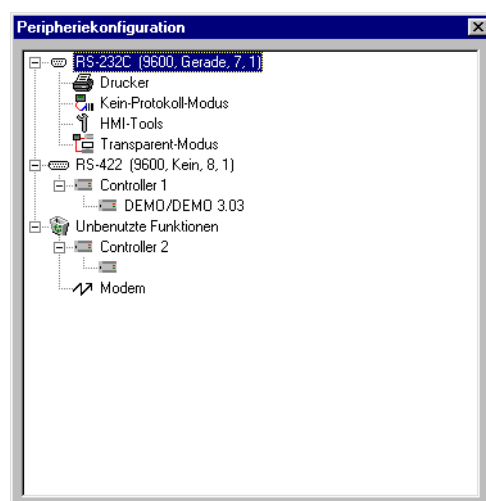 Peripheriekonfiguration
RS-232C (9600, Gerade, 7, 1)
Drucker
Kein-Protokoll-Modus
HMI-Tools
Transparent-Modus
RS-422 (9600, Kein, 8, 1)
Controller 1
DEMO/DEMO 3.03
Unbenutzte Funktionen
Controller 2
Modem